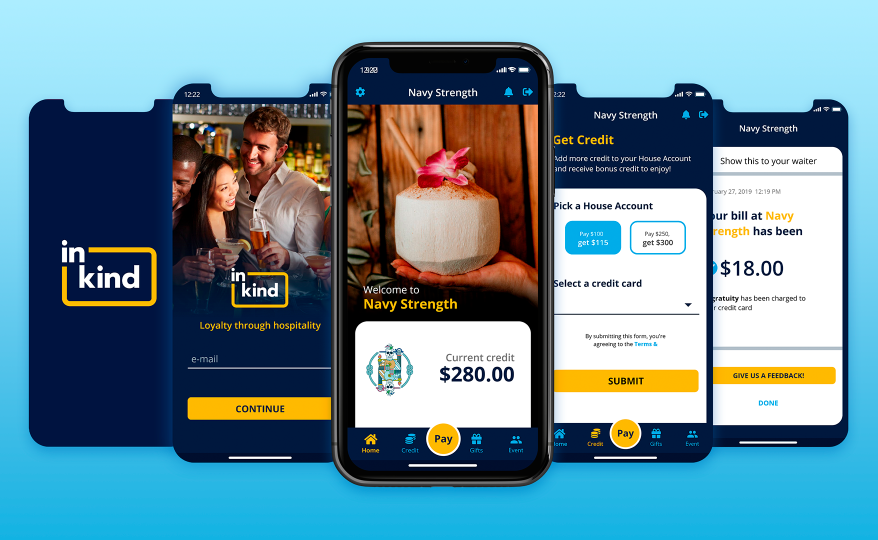 in
kind
12:22
in
kind
Loyalty through hospitality
e-mail
CONTINUE
Navy Strength
Welcome to
Navy Strength
Current credit
$280.00
Home
Credit
Pay
Gifts
Event
:22
Navy Strength
Get Credit
Add more credit to your House Account
and receive bonus credit to enjoy!
Pick a House Account
Pay $100
get $115
Pay $250,
get $300
Select a credit card
By submitting this form, you're
agreeing to the Terms &
SUBMIT
ome
Credit
Pay
Gifts
Event
Navy Strength
Show this to your waiter
uary 27, 2019 12:19 PM
our bill at Navy
rength has been
$18.00
gratuity has been charged to
r credit card
GIVE US A FEEDBACK!
DONE